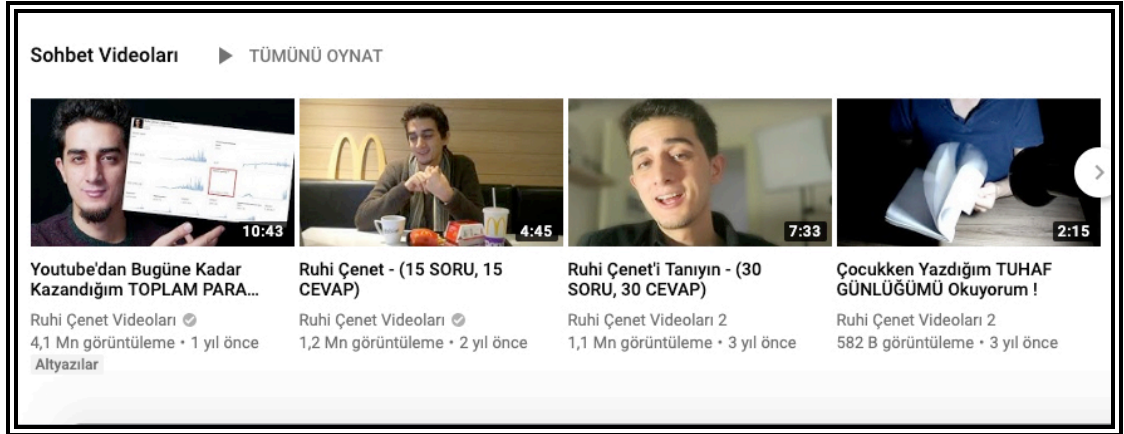 Sohbet Videoları TÜMÜNÜ OYNAT
10:43
4:45
7:33
2:15
Youtube'dan Bugüne Kadar
Kazandığım TOPLAM PARA...
Ruhi Çenet Videoları
4,1 Mn görüntüleme • 1 yıl önce
Altyazılar
Ruhi Çenet - (15 SORU, 15
CEVAP)
Ruhi Çenet Videoları
1,2 Mn görüntüleme • 2 yıl önce
Ruhi Çenet'i Tanıyın - (30
SORU, 30 CEVAP)
Ruhi Çenet Videoları 2
1,1 Mn görüntüleme • 3 yıl önce
Çocukken Yazdığım TUHAF
GÜNLÜĞÜMÜ Okuyorum !
Ruhi Çenet Videoları 2
582 B görüntüleme • 3 yıl önce